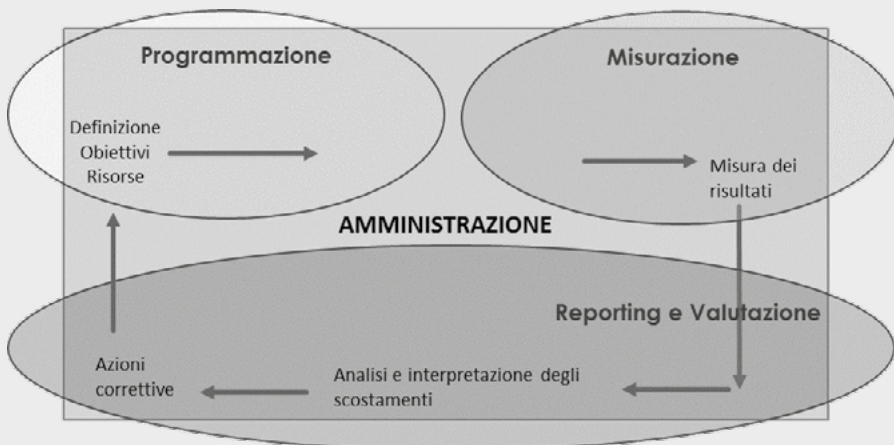 Programmazione
Misurazione
Definizione
Obiettivi
Risorse
Misura dei
risultati
AMMINISTRAZIONE
Reporting e Valutazione
Azioni
correttive
Analisi e interpretazione degli
scostamenti